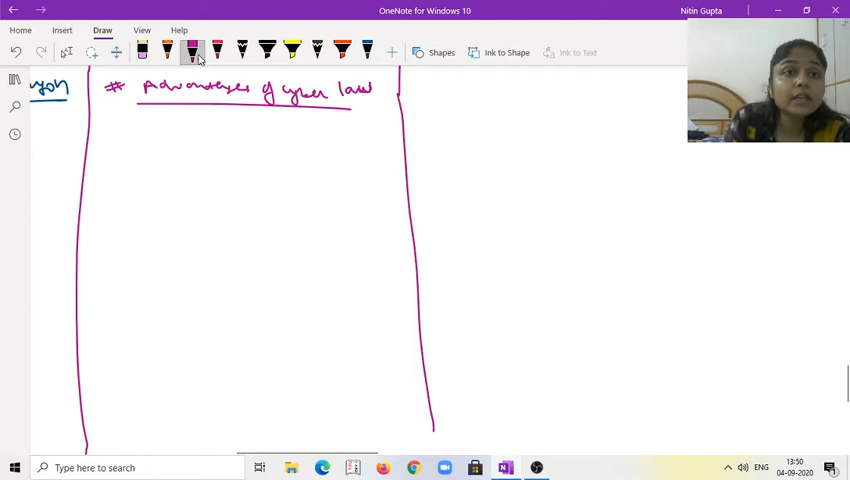 OneNote for Windows 10
Nitin Gupta
Home Insert Draw View Help
Shapes Ink to Shape Ink to Text
# Advantages of cyber law
Type here to search
ENG
13:50
04-09-2020